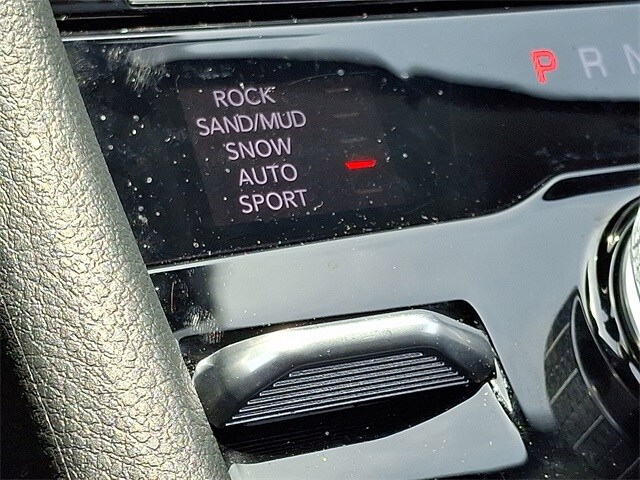 P R N
ROCK
SAND/MUD
SNOW
AUTO
SPORT